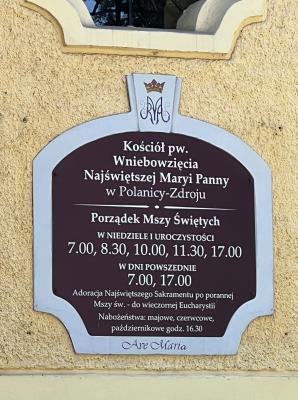 Kościół pw.
Wniebowzięcia
Najświętszej Maryi Panny
w Polanicy-Zdroju
Porządek Mszy Świętych
W NIEDZIELE I UROCZYSTOŚCI
7.00, 8.30, 10.00, 11.30, 17.00
W DNI POWSZEDNIE
7.00, 17.00
Adoracja Najświętszego Sakramentu po porannej
Mszy św. - do wieczornej Eucharystii
Nabożeństwa: majowe, czerwcowe,
październikowe godz. 16.30
Ave Maria